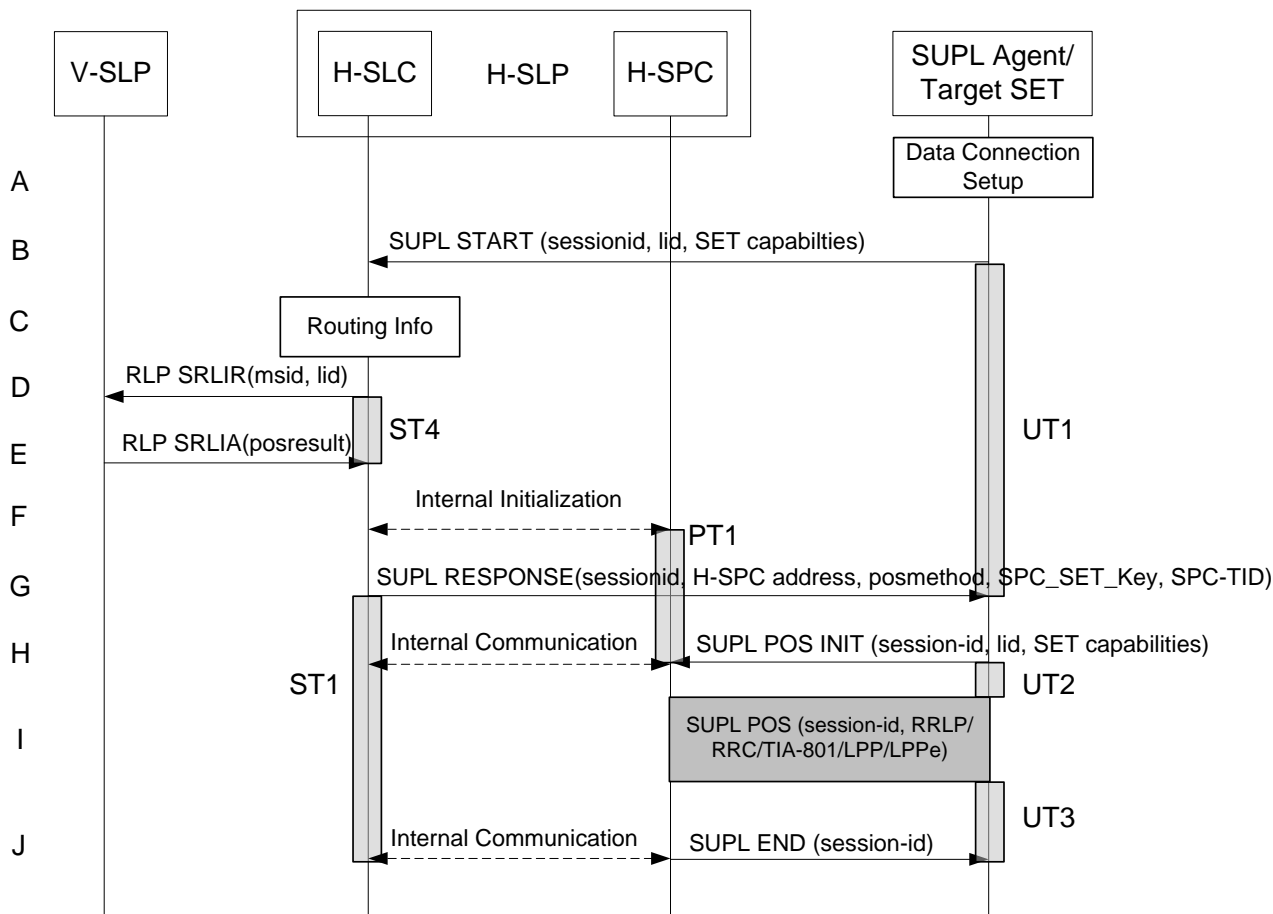 V-SLP
H-SLC
H-SLP
H-SPC
SUPL Agent/
Target SET
Data Connection
Setup
A
SUPL START (sessionid, lid, SET capabilties)
B
Routing Info
C
RLP SRLIR(msid, lid)
D
ST4
UT1
RLP SRLIA(posresult)
E
Internal Initialization
F
PT1
SUPL RESPONSE(sessionid, H-SPC address, posmethod, SPC_SET_Key, SPC-TID)
G
Internal Communication
SUPL POS INIT (session-id, lid, SET capabilities)
H
ST1
UT2
SUPL POS (session-id, RRLP/
RRC/TIA-801/LPP/LPPe)
I
UT3
Internal Communication
SUPL END (session-id)
J